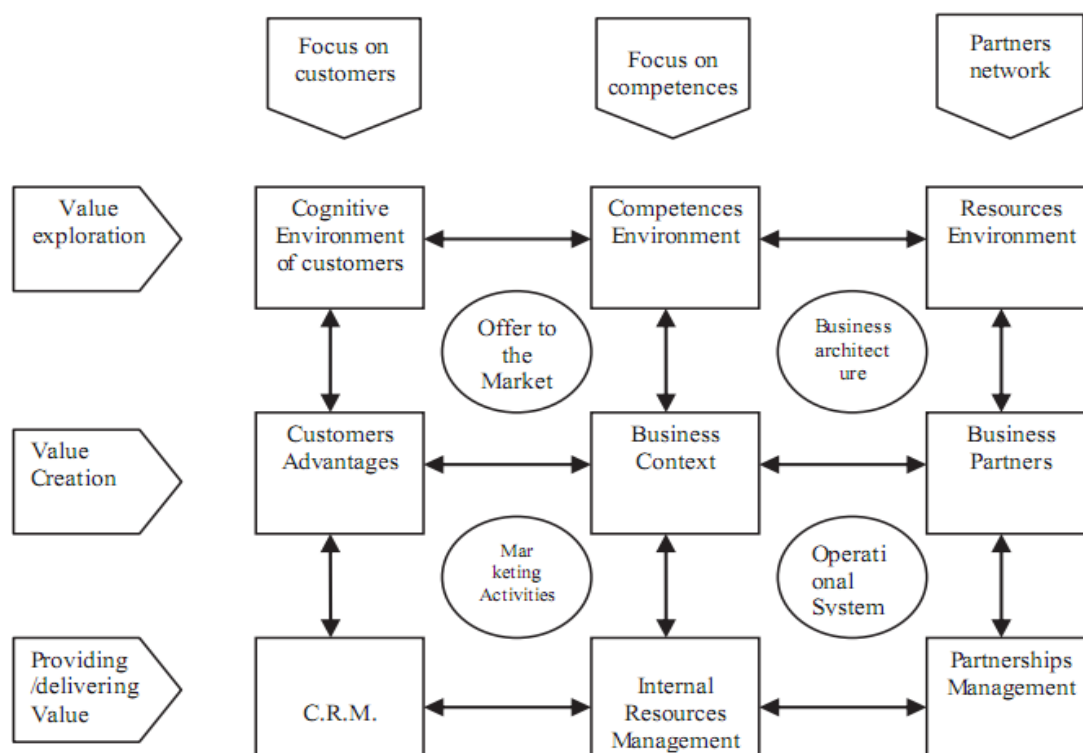 Focus on
customers
Focus on
competences
Partners
network
Value
exploration
Cognitive
Environment
of customers
Competences
Environment
Resources
Environment
Offer to
the
Market
Business
architect
ure
Value
Creation
Customers
Advantages
Business
Context
Business
Partners
Mar
keting
Activities
Operati
onal
System
Providing
/delivering
Value
C.R.M.
Internal
Resources
Management
Partnerships
Management